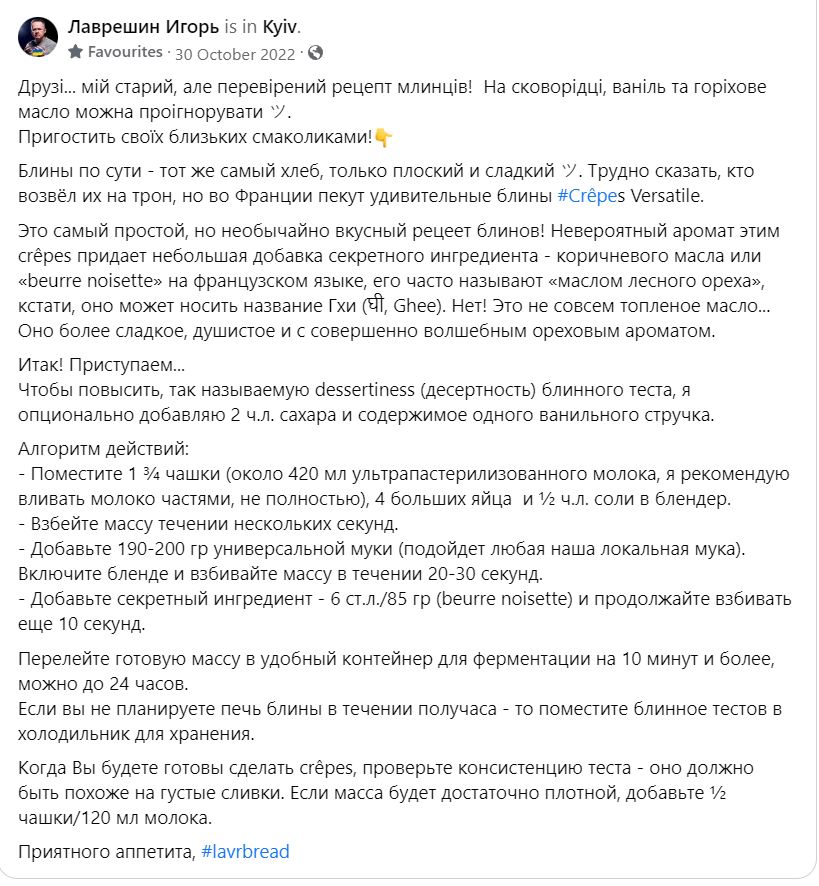 Лаврешин Игорь is in Kyiv.
Favourites · 30 October 2022 ·
Друзі... мій старий, але перевірений рецепт млинців! На сковорідці, ваніль та горіхове
масло можна проігнорувати ツ.
Пригостить своїх близьких смаколиками!👇
Блины по сути - тот же самый хлеб, только плоский и сладкий ツ. Трудно сказать, кто
возвёл их на трон, но во Франции пекут удивительные блины #Crêpes Versatile.
Это самый простой, но необычайно вкусный рецеет блинов! Невероятный аромат этим
crêpes придает небольшая добавка секретного ингредиента - коричневого масла или
«beurre noisette» на французском языке, его часто называют «маслом лесного ореха»,
кстати, оно может носить название Гхи (घी, Ghee). Нет! Это не совсем топленое масло...
Оно более сладкое, душистое и с совершенно волшебным ореховым ароматом.
Итак! Приступаем...
Чтобы повысить, так называемую dessertiness (десертность) блинного теста, я
опционально добавляю 2 ч.л. сахара и содержимое одного ванильного стручка.
Алгоритм действий:
- Поместите 1 ¾ чашки (около 420 мл ультрапастерилизованного молока, я рекомендую
вливать молоко частями, не полностью), 4 больших яйца и ½ ч.л. соли в блендер.
- Взбейте массу течении нескольких секунд.
- Добавьте 190-200 гр универсальной муки (подойдет любая наша локальная мука).
Включите бленде и взбивайте массу в течении 20-30 секунд.
- Добавьте секретный ингредиент - 6 ст.л./85 гр (beurre noisette) и продолжайте взбивать
еще 10 секунд.
Перелейте готовую массу в удобный контейнер для ферментации на 10 минут и более,
можно до 24 часов.
Если вы не планируете печь блины в течении получаса - то поместите блинное тестов в
холодильник для хранения.
Когда Вы будете готовы сделать crêpes, проверьте консистенцию теста - оно должно
быть похоже на густые сливки. Если масса будет достаточно плотной, добавьте ½
чашки/120 мл молока.
Приятного аппетита, #lavrbread